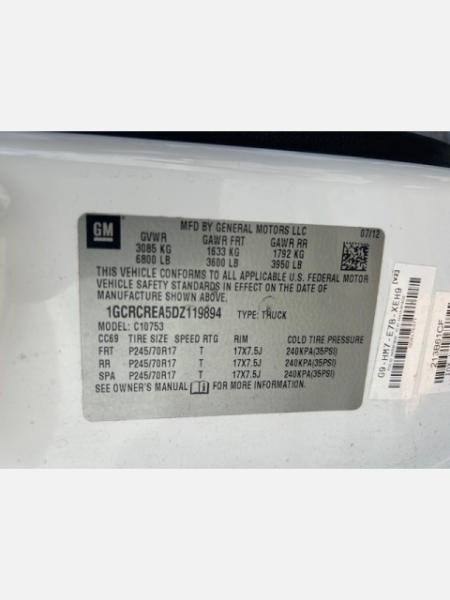 GM
MFD BY GENERAL MOTORS LLC
07/12
GVWR GAWR FRT GAWR RR
3085 KG 1633 KG 1792 KG
6800 LB 3600 LB 3950 LB
THIS VEHICLE CONFORMS TO ALL APPLICABLE U.S. FEDERAL MOTOR
VEHICLE SAFETY AND THEFT PREVENTION STANDARDS IN EFFECT ON
THE DATE OF MANUFACTURE SHOWN ABOVE.
1GCRCREA5DZ119894 TYPE: TRUCK
MODEL: C10753
CC69 TIRE SIZE SPEED RTG RIM COLD TIRE PRESSURE
FRT P245/70R17 T 17X7.5J 240KPA(35PSI)
RR P245/70R17 T 17X7.5J 240KPA(35PSI)
SPA P245/70R17 T 17X7.5J 240KPA(35PSI)
SEE OWNER'S MANUAL FOR MORE INFORMATION.
G9-HM7-E7B-XEH9 [V2]